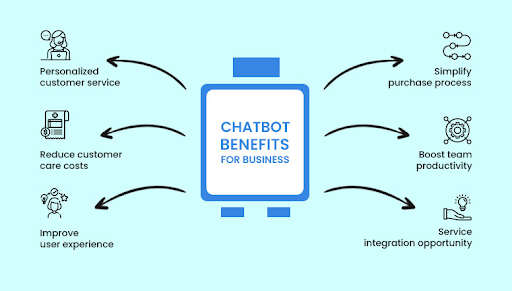 Personalized
customer service
Reduce customer
care costs
Improve
user experience
CHATBOT
BENEFITS
FOR BUSINESS
Simplify
purchase process
Boost team
productivity
Service
integration opportunity